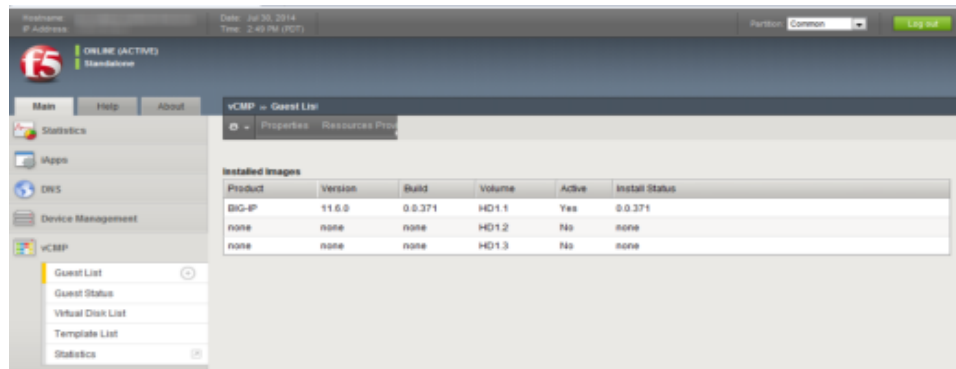 Hostname:
IP Address:
Date: Jul 30, 2014
Time: 2:40 PM (PDT)
Partition: Common
Log out
f5
ONLINE (ACTIVE)
Standalone
Main Help About
vCMP » Guest List
Properties Resources Provi
Statistics
iApps
DNS
Device Management
vCMP
Guest List
Guest Status
Virtual Disk List
Template List
Statistics
Installed Images
Product Version Build Volume Active Install Status
BIG-IP 11.6.0 0.0.371 HD1.1 Yes 0.0.371
none none none HD1.2 No none
none none none HD1.3 No none